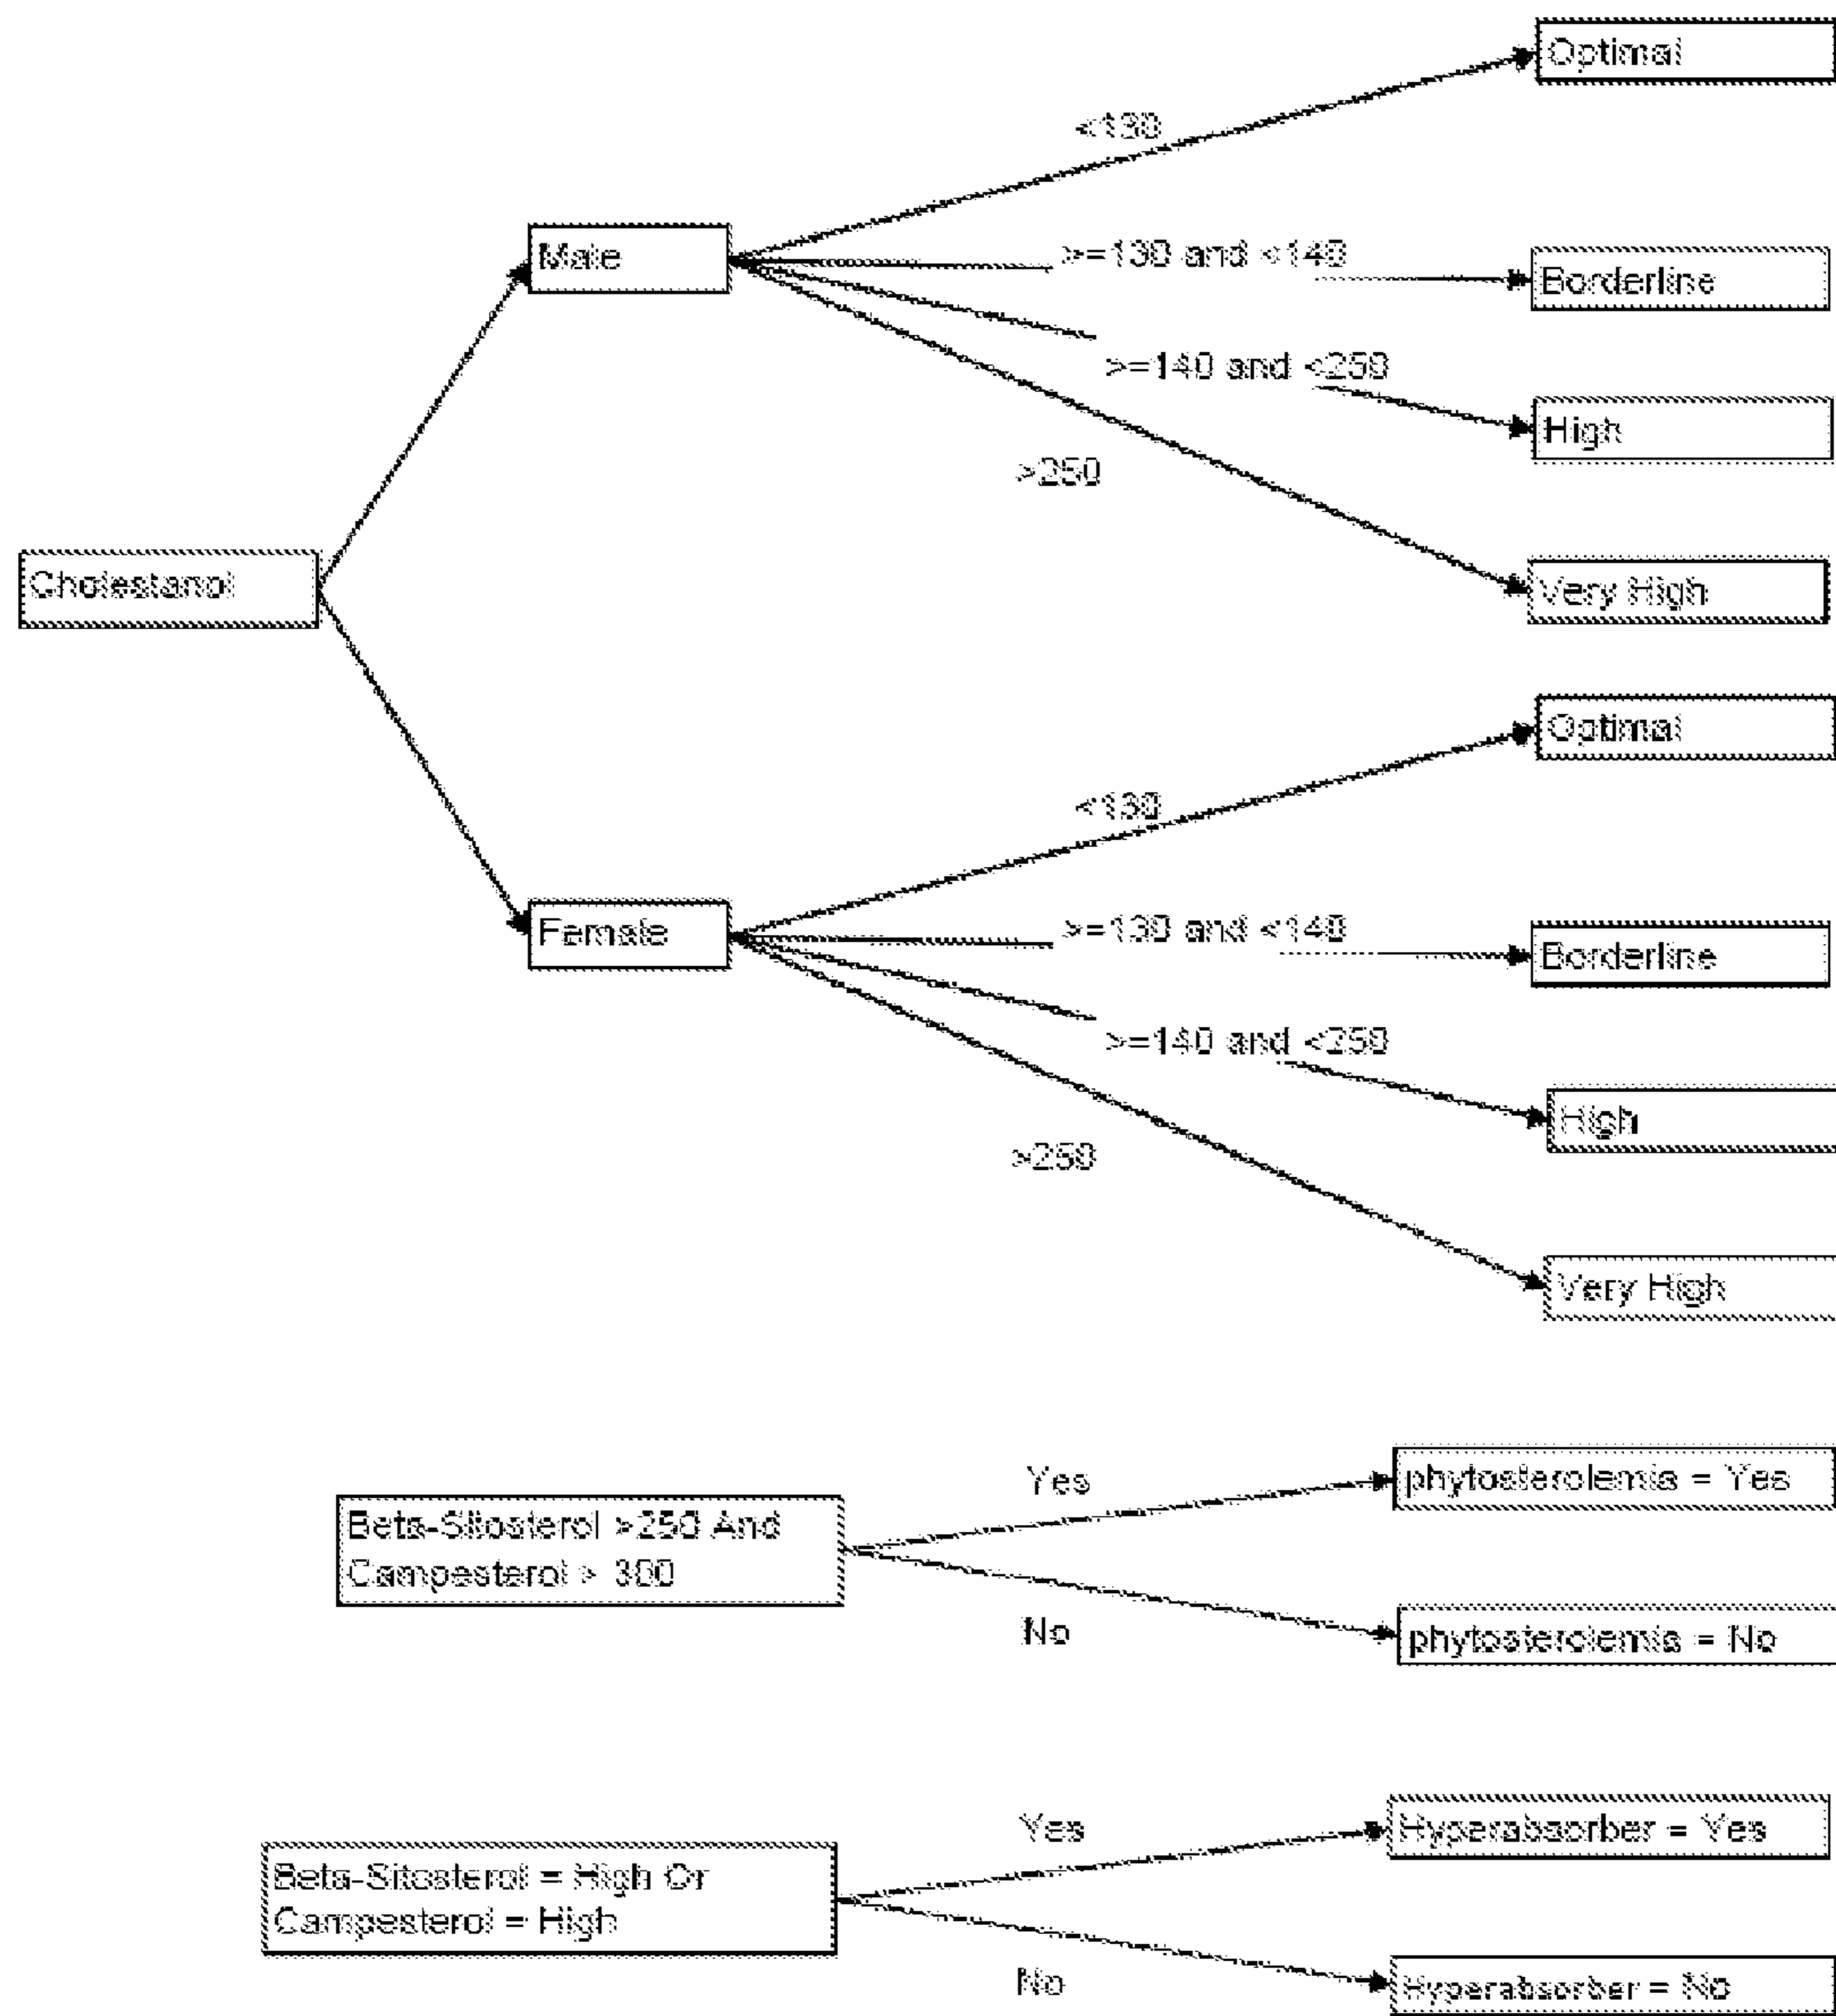 Optimal
<130
Male
>=130 and <140
Borderline
>=140 and <250
High
>250
Cholestanol
Very High
Optimal
<130
Female
>=130 and <140
Borderline
>=140 and <250
High
>250
Very High
Yes
phytosterolemia = Yes
Beta-Sitosterol >250 And
Campesterol > 300
No
phytosterolemia = No
Yes
Hyperabsorber = Yes
Beta-Sitosterol = High Or
Campesterol = High
No
Hyperabsorber = No